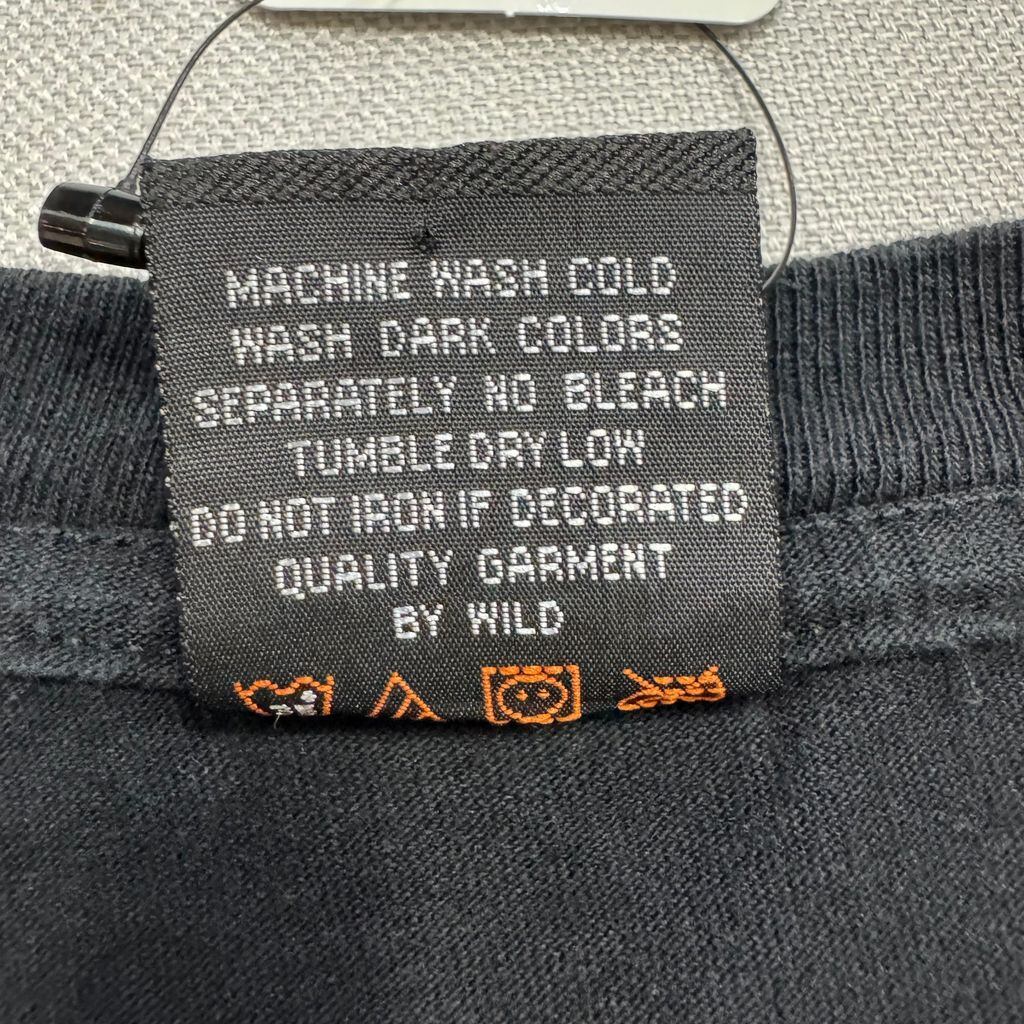 MACHINE WASH COLD
WASH DARK COLORS
SEPARATELY NO BLEACH
TUMBLE DRY LOW
DO NOT IRON IF DECORATED
QUALITY GARMENT
BY WILD